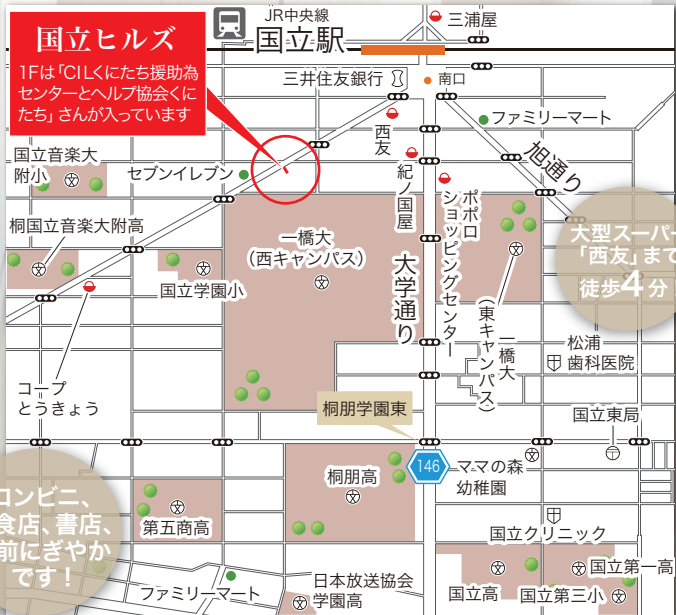 国立ヒルズ
1Fは「CILくにたち援助為
センターとヘルプ協会くに
たち」さんが入っています
JR中央線
国立駅
三浦屋
三井住友銀行
南口
西友
ファミリーマート
旭通り
国立音楽大
附小
セブンイレブン
紀ノ国屋
ポポロ
ショッピングセンター
桐国立音楽大附高
一橋大
(西キャンパス)
大学通り
一橋大
(東キャンパス)
大型スーパー
「西友」まで
徒歩4分
国立学園小
松浦
歯科医院
コープ
とうきょう
桐朋学園東
国立東局
146
ママの森
幼稚園
桐朋高
コンビニ、
食店、書店、
前にぎやか
です!
第五商高
国立クリニック
ファミリーマート
日本放送協会
学園高
国立高
国立第三小
国立第一高